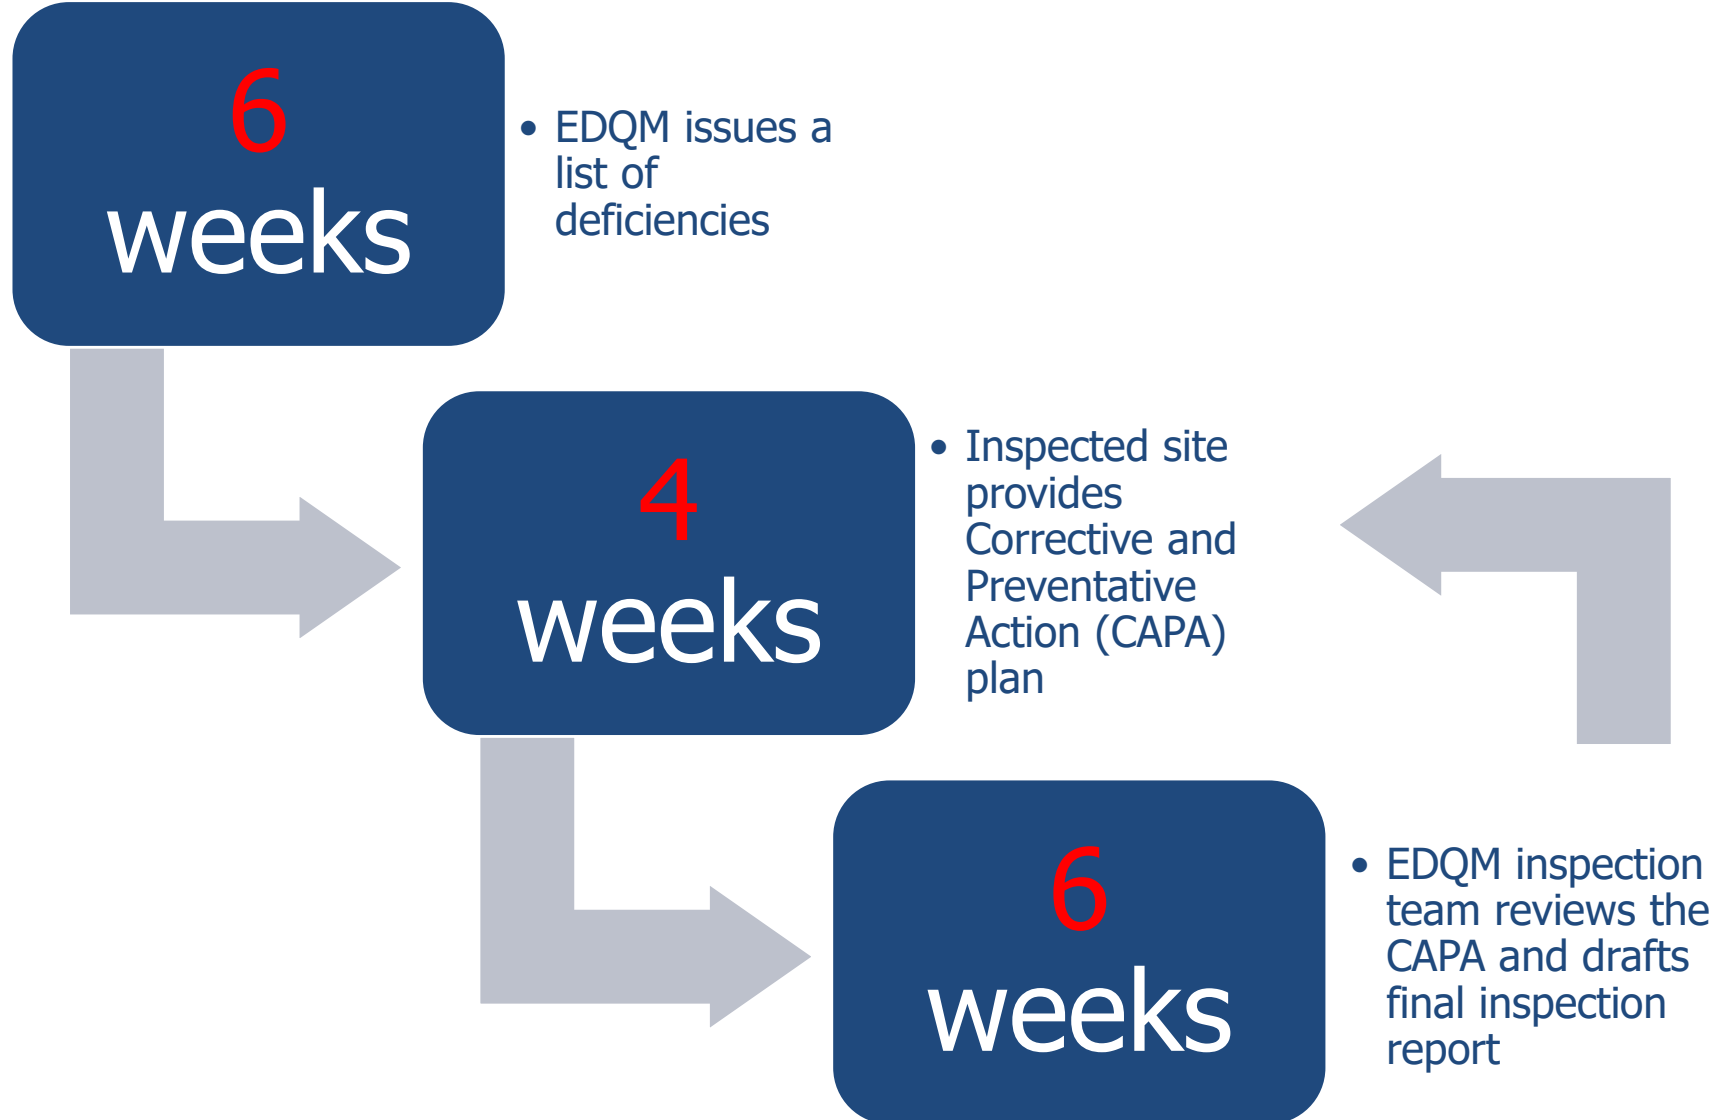 6
weeks
• EDQM issues a
list of
deficiencies
4
weeks
• Inspected site
provides
Corrective and
Preventative
Action (CAPA)
plan
6
weeks
• EDQM inspection
team reviews the
CAPA and drafts
final inspection
report